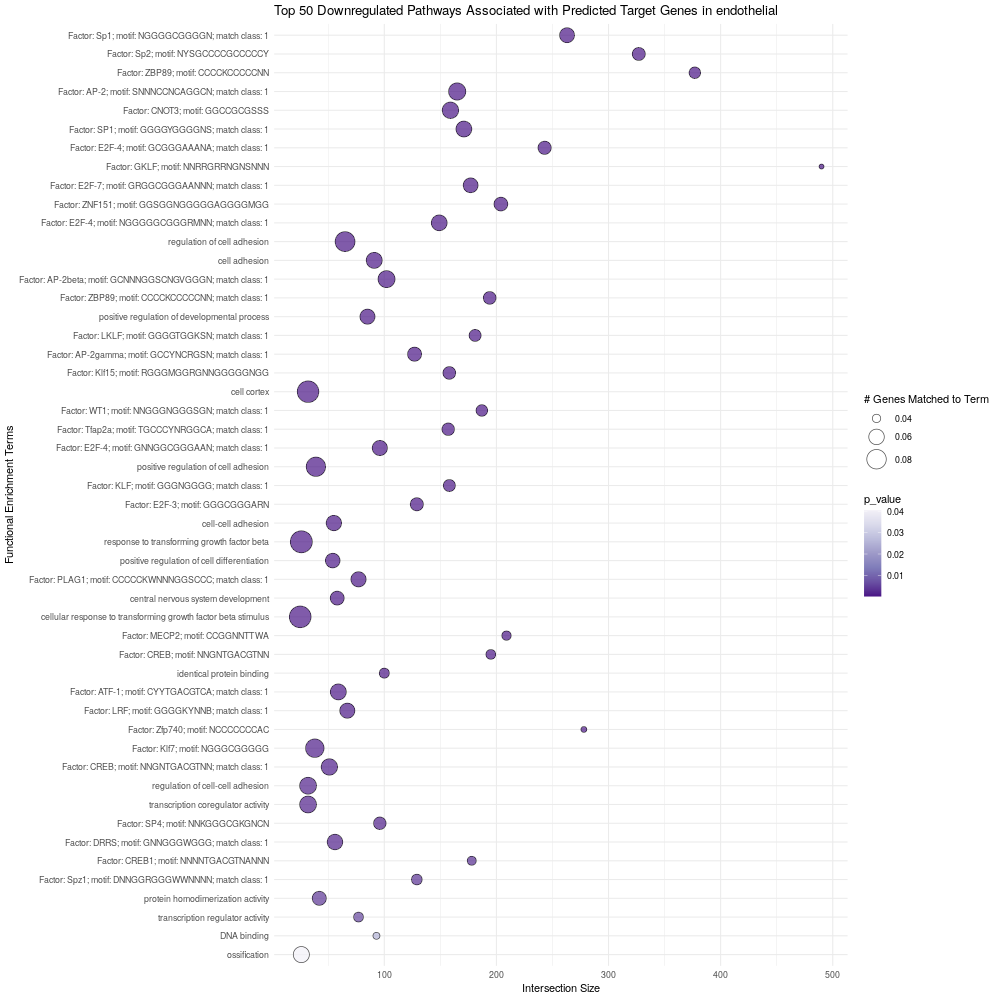 Top 50 Downregulated Pathways Associated with Predicted Target Genes in endothelial
Factor: Sp1; motif: NGGGGCGGGGN; match class: 1
Factor: Sp2; motif: NYSGCCCCGCCCCCY
Factor: ZBP89; motif: CCCCKCCCCCNN
Factor: AP-2; motif: SNNNCCNCAGGCN; match class: 1
Factor: CNOT3; motif: GGCCGCGSSS
Factor: SP1; motif: GGGGYGGGGNS; match class: 1
Factor: E2F-4; motif: GCGGGAAANA; match class: 1
Factor: GKLF; motif: NNRRGRRNGNSNNN
Factor: E2F-7; motif: GRGGCGGGAANNN; match class: 1
Factor: ZNF151; motif: GGSGGNGGGGGAGGGGMGG
Factor: E2F-4; motif: NGGGGGCGGGRMNN; match class: 1
regulation of cell adhesion
cell adhesion
Factor: AP-2beta; motif: GCNNNGGSCNGVGGGN; match class: 1
Factor: ZBP89; motif: CCCCKCCCCCNN; match class: 1
positive regulation of developmental process
Factor: LKLF; motif: GGGGTGGKSN; match class: 1
Factor: AP-2gamma; motif: GCCYNCRGSN; match class: 1
Factor: Klf15; motif: RGGGMGGRGNNGGGGGNGG
cell cortex
Factor: WT1; motif: NNGGGNGGGSGN; match class: 1
Factor: Tfap2a; motif: TGCCCYNRGGCA; match class: 1
Factor: E2F-4; motif: GNNGGCGGGAAN; match class: 1
positive regulation of cell adhesion
Factor: KLF; motif: GGGNGGGG; match class: 1
Factor: E2F-3; motif: GGGCGGGARN
cell-cell adhesion
response to transforming growth factor beta
positive regulation of cell differentiation
Factor: PLAG1; motif: CCCCCKWNNNGGSCCC; match class: 1
central nervous system development
cellular response to transforming growth factor beta stimulus
Factor: MECP2; motif: CCGGNNTTWA
Factor: CREB; motif: NNGNTGACGTNN
identical protein binding
Factor: ATF-1; motif: CYYTGACGTCA; match class: 1
Factor: LRF; motif: GGGGKYNNB; match class: 1
Factor: Zfp740; motif: NCCCCCCCAC
Factor: Klf7; motif: NGGGCGGGGG
Factor: CREB; motif: NNGNTGACGTNN; match class: 1
regulation of cell-cell adhesion
transcription coregulator activity
Factor: SP4; motif: NNKGGGCGKGNCN
Factor: DRRS; motif: GNNGGGWGGG; match class: 1
Factor: CREB1; motif: NNNNTGACGTNANNN
Factor: Spz1; motif: DNNGGRGGGWWNNNN; match class: 1
protein homodimerization activity
transcription regulator activity
DNA binding
ossification
100
200
300
400
500
Intersection Size
Functional Enrichment Terms
# Genes Matched to Term
0.04
0.06
0.08
p_value
0.04
0.03
0.02
0.01